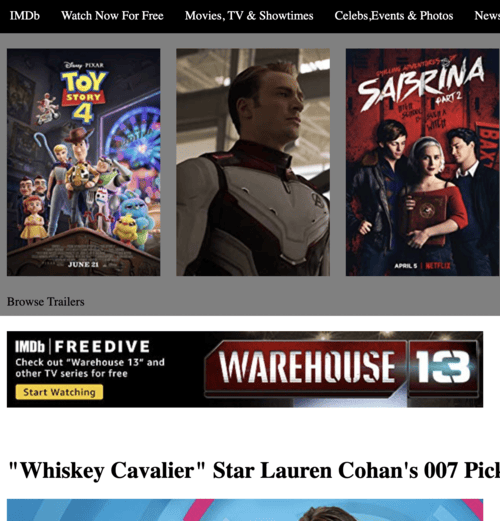 IMDb Watch Now For Free Movies, TV & Showtimes Celebs,Events & Photos News
Disney PIXAR
TOY
STORY
4
JUNE 21
CHILLING ADVENTURES OF
SABRINA
PART 2
APRIL 5 | NETFLIX
Browse Trailers
IMDb | FREEDIVE
Check out "Warehouse 13" and
other TV series for free
Start Watching
WAREHOUSE 13
"Whiskey Cavalier" Star Lauren Cohan's 007 Pick